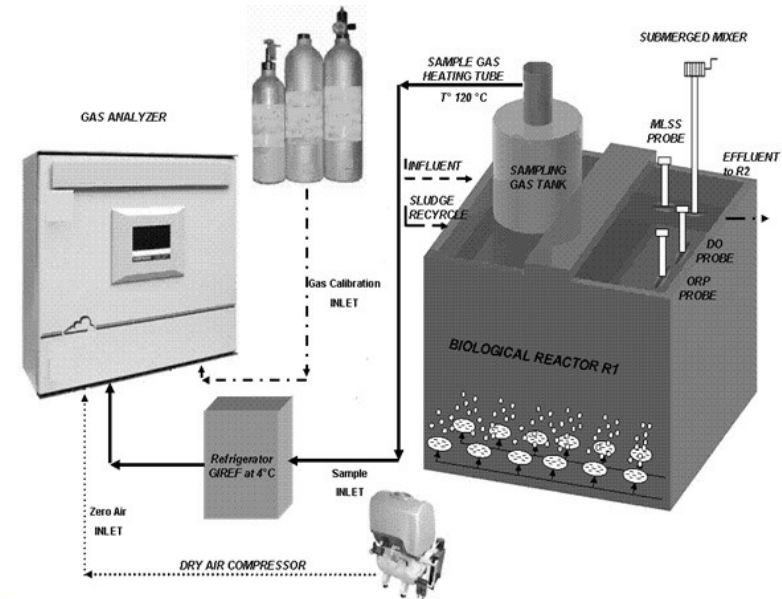 SUBMERGED MIXER
SAMPLE GAS
HEATING TUBE
T° 120 °C
GAS ANALYZER
MLSS
PROBE
EFFLUENT
to R2
INFLUENT
SAMPLING
GAS TANK
SLUDGE
RECYRCLE
DO
PROBE
ORP
PROBE
Gas Calibration
INLET
BIOLOGICAL REACTOR R1
Refrigerator
GIREF at 4°C
Sample
INLET
Zero Air
INLET
DRY AIR COMPRESSOR